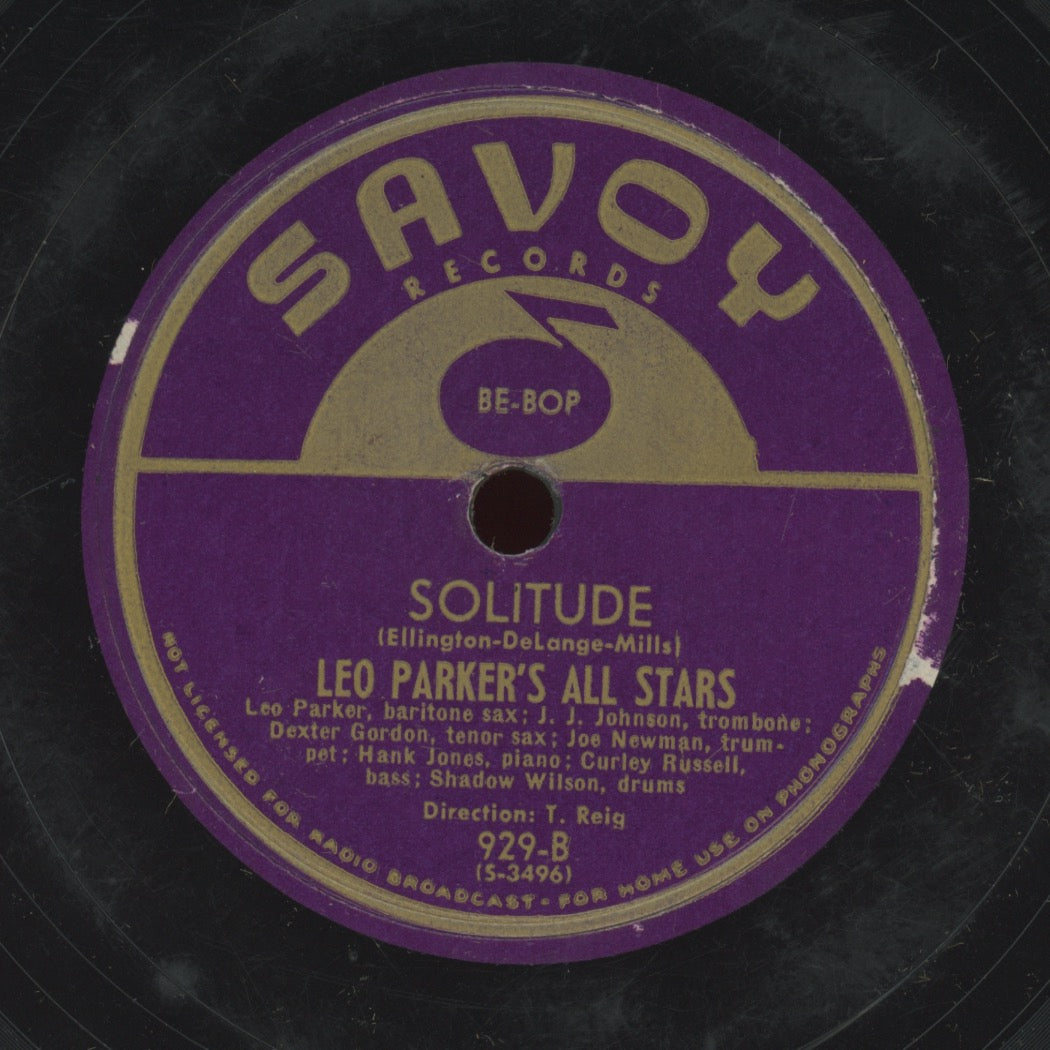 SAVOY
RECORDS
BE-BOP
SOLITUDE
(Ellington-DeLange-Mills)
LEO PARKER'S ALL STARS
Leo Parker, baritone sax; J. J. Johnson, trombone;
Dexter Gordon, tenor sax; Joe Newman, trum-
pet; Hank Jones, piano; Curley Russell,
bass; Shadow Wilson, drums
Direction: T. Reig
929-B
(S-3496)
NOT LICENSED FOR RADIO BROADCAST - FOR HOME USE ON PHONOGRAPHS